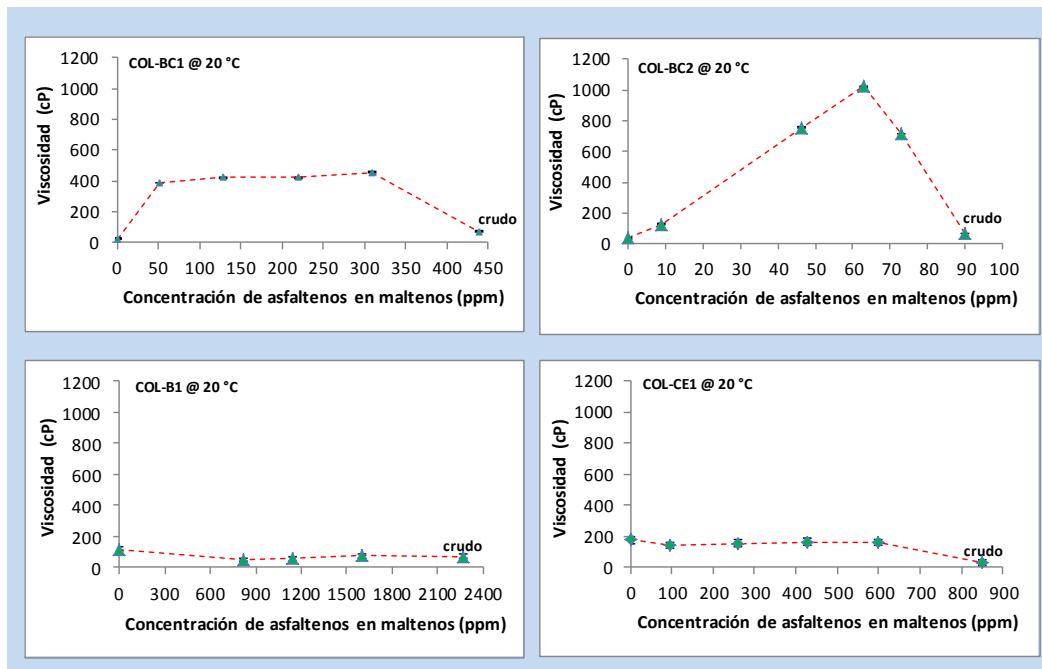 COL-BC1 @ 20 °C
Viscosidad (cP)
1200
1000
800
600
400
200
0
crudo
0 50 100 150 200 250 300 350 400 450
Concentración de asfaltenos en maltenos (ppm)
COL-BC2 @ 20 °C
Viscosidad (cP)
1200
1000
800
600
400
200
0
crudo
0 10 20 30 40 50 60 70 80 90 100
Concentración de asfaltenos en maltenos (ppm)
COL-B1 @ 20 °C
Viscosidad (cP)
1200
1000
800
600
400
200
0
crudo
0 300 600 900 1200 1500 1800 2100 2400
Concentración de asfaltenos en maltenos (ppm)
COL-CE1 @ 20 °C
Viscosidad (cP)
1200
1000
800
600
400
200
0
crudo
0 100 200 300 400 500 600 700 800 900
Concentración de asfaltenos en maltenos (ppm)